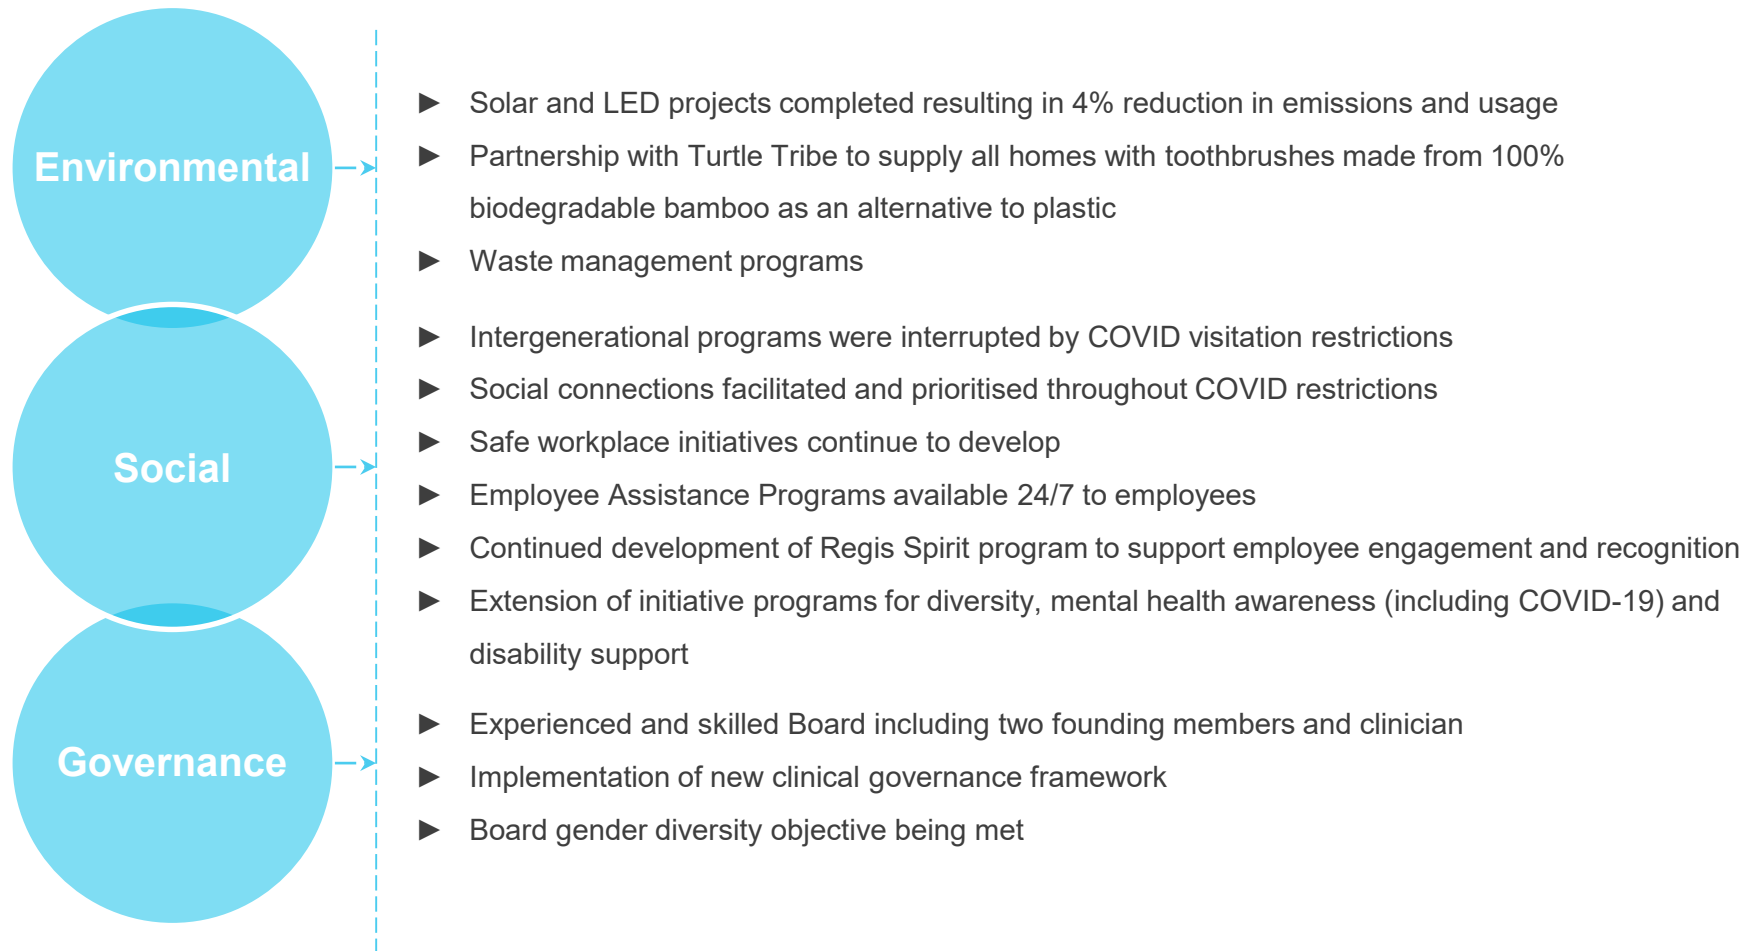 Environmental
► Solar and LED projects completed resulting in 4% reduction in emissions and usage
► Partnership with Turtle Tribe to supply all homes with toothbrushes made from 100%
biodegradable bamboo as an alternative to plastic
► Waste management programs
Social
► Intergenerational programs were interrupted by COVID visitation restrictions
► Social connections facilitated and prioritised throughout COVID restrictions
► Safe workplace initiatives continue to develop
► Employee Assistance Programs available 24/7 to employees
► Continued development of Regis Spirit program to support employee engagement and recognition
► Extension of initiative programs for diversity, mental health awareness (including COVID-19) and
disability support
Governance
► Experienced and skilled Board including two founding members and clinician
► Implementation of new clinical governance framework
► Board gender diversity objective being met